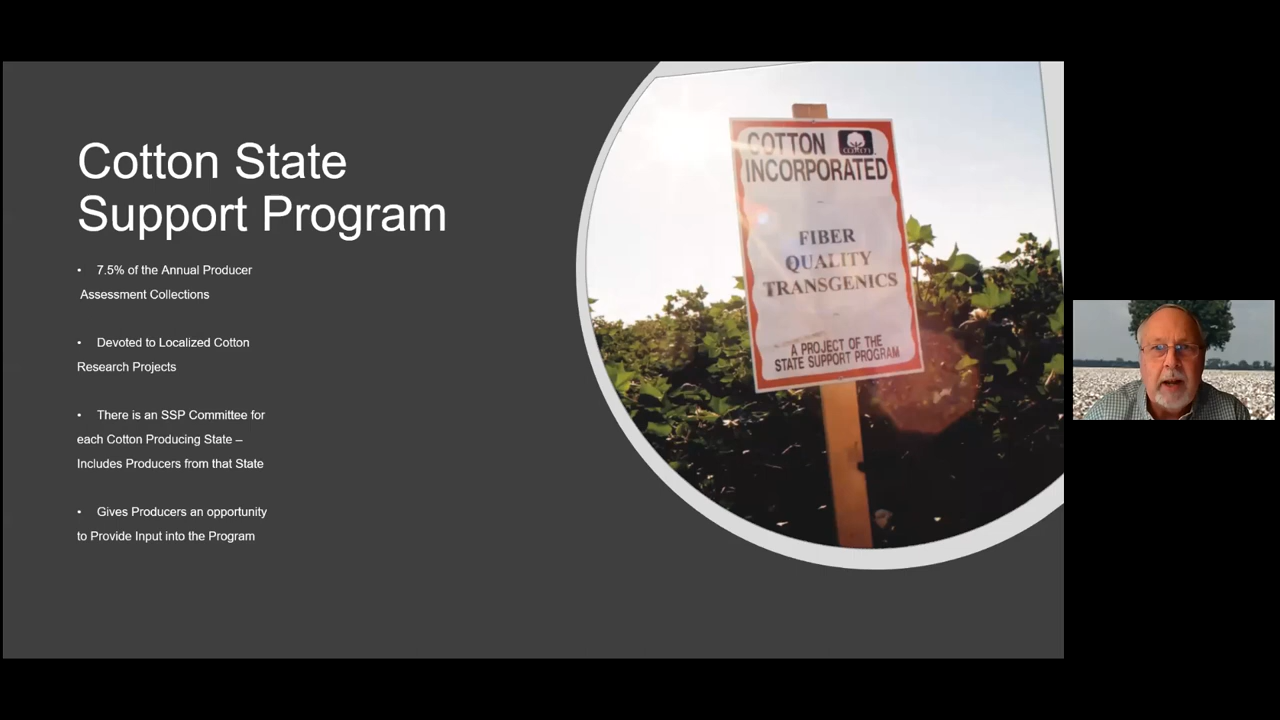 Cotton State
Support Program
• 7.5% of the Annual Producer
Assessment Collections
• Devoted to Localized Cotton
Research Projects
• There is an SSP Committee for
each Cotton Producing State –
Includes Producers from that State
• Gives Producers an opportunity
to Provide Input into the Program
COTTON
INCORPORATED
FIBER
QUALITY
TRANSGENICS
A PROJECT OF THE
STATE SUPPORT PROGRAM